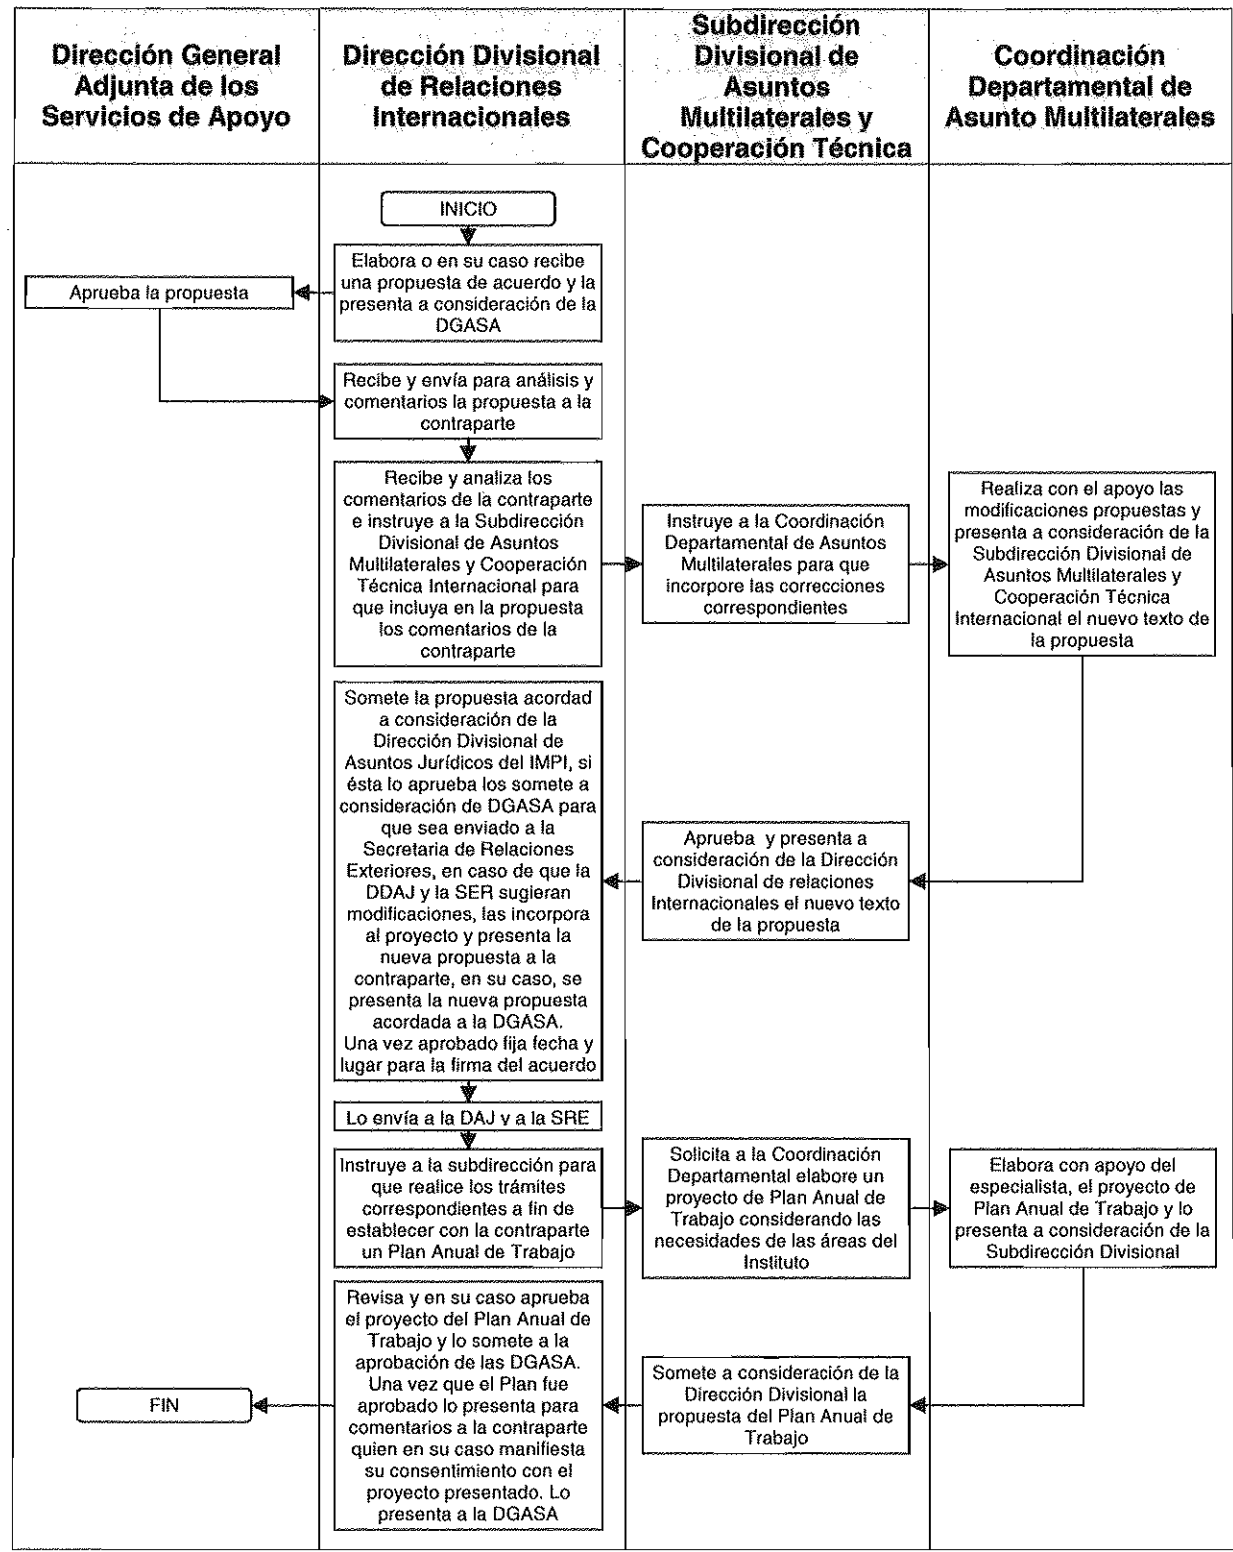 Dirección General
Adjunta de los
Servicios de Apoyo
Dirección Divisional
de Relaciones
Internacionales
Subdirección
Divisional de
Asuntos
Multilaterales y
Cooperación Técnica
Coordinación
Departamental de
Asunto Multilaterales
INICIO
Elabora o en su caso recibe
una propuesta de acuerdo y la
presenta a consideración de la
DGASA
Aprueba la propuesta
Recibe y envía para análisis y
comentarios la propuesta a la
contraparte
Recibe y analiza los
comentarios de la contraparte
e instruye a la Subdirección
Divisional de Asuntos
Multilaterales y Cooperación
Técnica Internacional para
que incluya en la propuesta
los comentarios de la
contraparte
Instruye a la Coordinación
Departamental de Asuntos
Multilaterales para que
incorpore las correcciones
correspondientes
Realiza con el apoyo las
modificaciones propuestas y
presenta a consideración de la
Subdirección Divisional de
Asuntos Multilaterales y
Cooperación Técnica
Internacional el nuevo texto de
la propuesta
Aprueba y presenta a
consideración de la Dirección
Divisional de relaciones
Internacionales el nuevo texto
de la propuesta
Somete la propuesta acordad
a consideración de la
Dirección Divisional de
Asuntos Jurídicos del IMPI, si
ésta lo aprueba los somete a
consideración de DGASA para
que sea enviado a la
Secretaria de Relaciones
Exteriores, en caso de que la
DDAJ y la SER sugieran
modificaciones, las incorpora
al proyecto y presenta la
nueva propuesta a la
contraparte, en su caso, se
presenta la nueva propuesta
acordada a la DGASA.
Una vez aprobado fija fecha y
lugar para la firma del acuerdo
Lo envía a la DAJ y a la SRE
Instruye a la subdirección para
que realice los trámites
correspondientes a fin de
establecer con la contraparte
un Plan Anual de Trabajo
Solicita a la Coordinación
Departamental elabore un
proyecto de Plan Anual de
Trabajo considerando las
necesidades de las áreas del
Instituto
Elabora con apoyo del
especialista, el proyecto de
Plan Anual de Trabajo y lo
presenta a consideración de la
Subdirección Divisional
Somete a consideración de la
Dirección Divisional la
propuesta del Plan Anual de
Trabajo
Revisa y en su caso aprueba
el proyecto del Plan Anual de
Trabajo y lo somete a la
aprobación de las DGASA.
Una vez que el Plan fue
aprobado lo presenta para
comentarios a la contraparte
quien en su caso manifiesta
su consentimiento con el
proyecto presentado. Lo
presenta a la DGASA
FIN